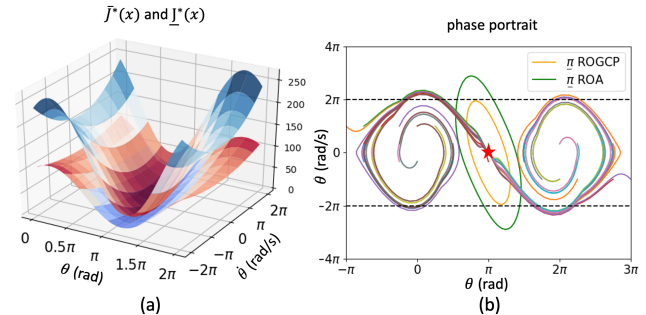 J̄*(x) and J̲*(x)
250
200
150
100
50
0
2π
π
0
−π
−2π
θ̇ (rad/s)
0
0.5π
π
1.5π
2π
θ (rad)
(a)
phase portrait
4π
2π
0
−2π
−4π
θ̇ (rad/s)
π̲ ROGCP
π̲ ROA
−π
0
π
2π
3π
θ (rad)
(b)